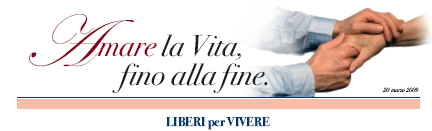 Amare la Vita,
fino alla fine.
20 marzo 2009
LIBERI per VIVERE